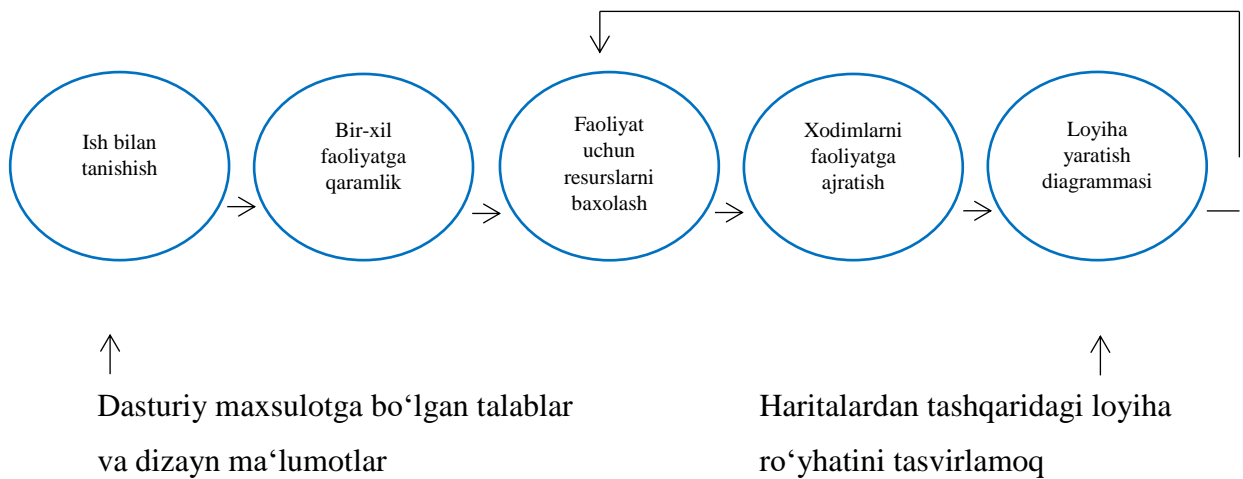 Ish bilan
tanishish
Bir-xil
faoliyatga
qaramlik
Faoliyat
uchun
resurslarni
baxolash
Xodimlarni
faoliyatga
ajratish
Loyiha
yaratish
diagrammasi
Dasturiy maxsulotga bo‘lgan talablar
va dizayn ma‘lumotlar
Haritalardan tashqaridagi loyiha
ro‘yhatini tasvirlamoq